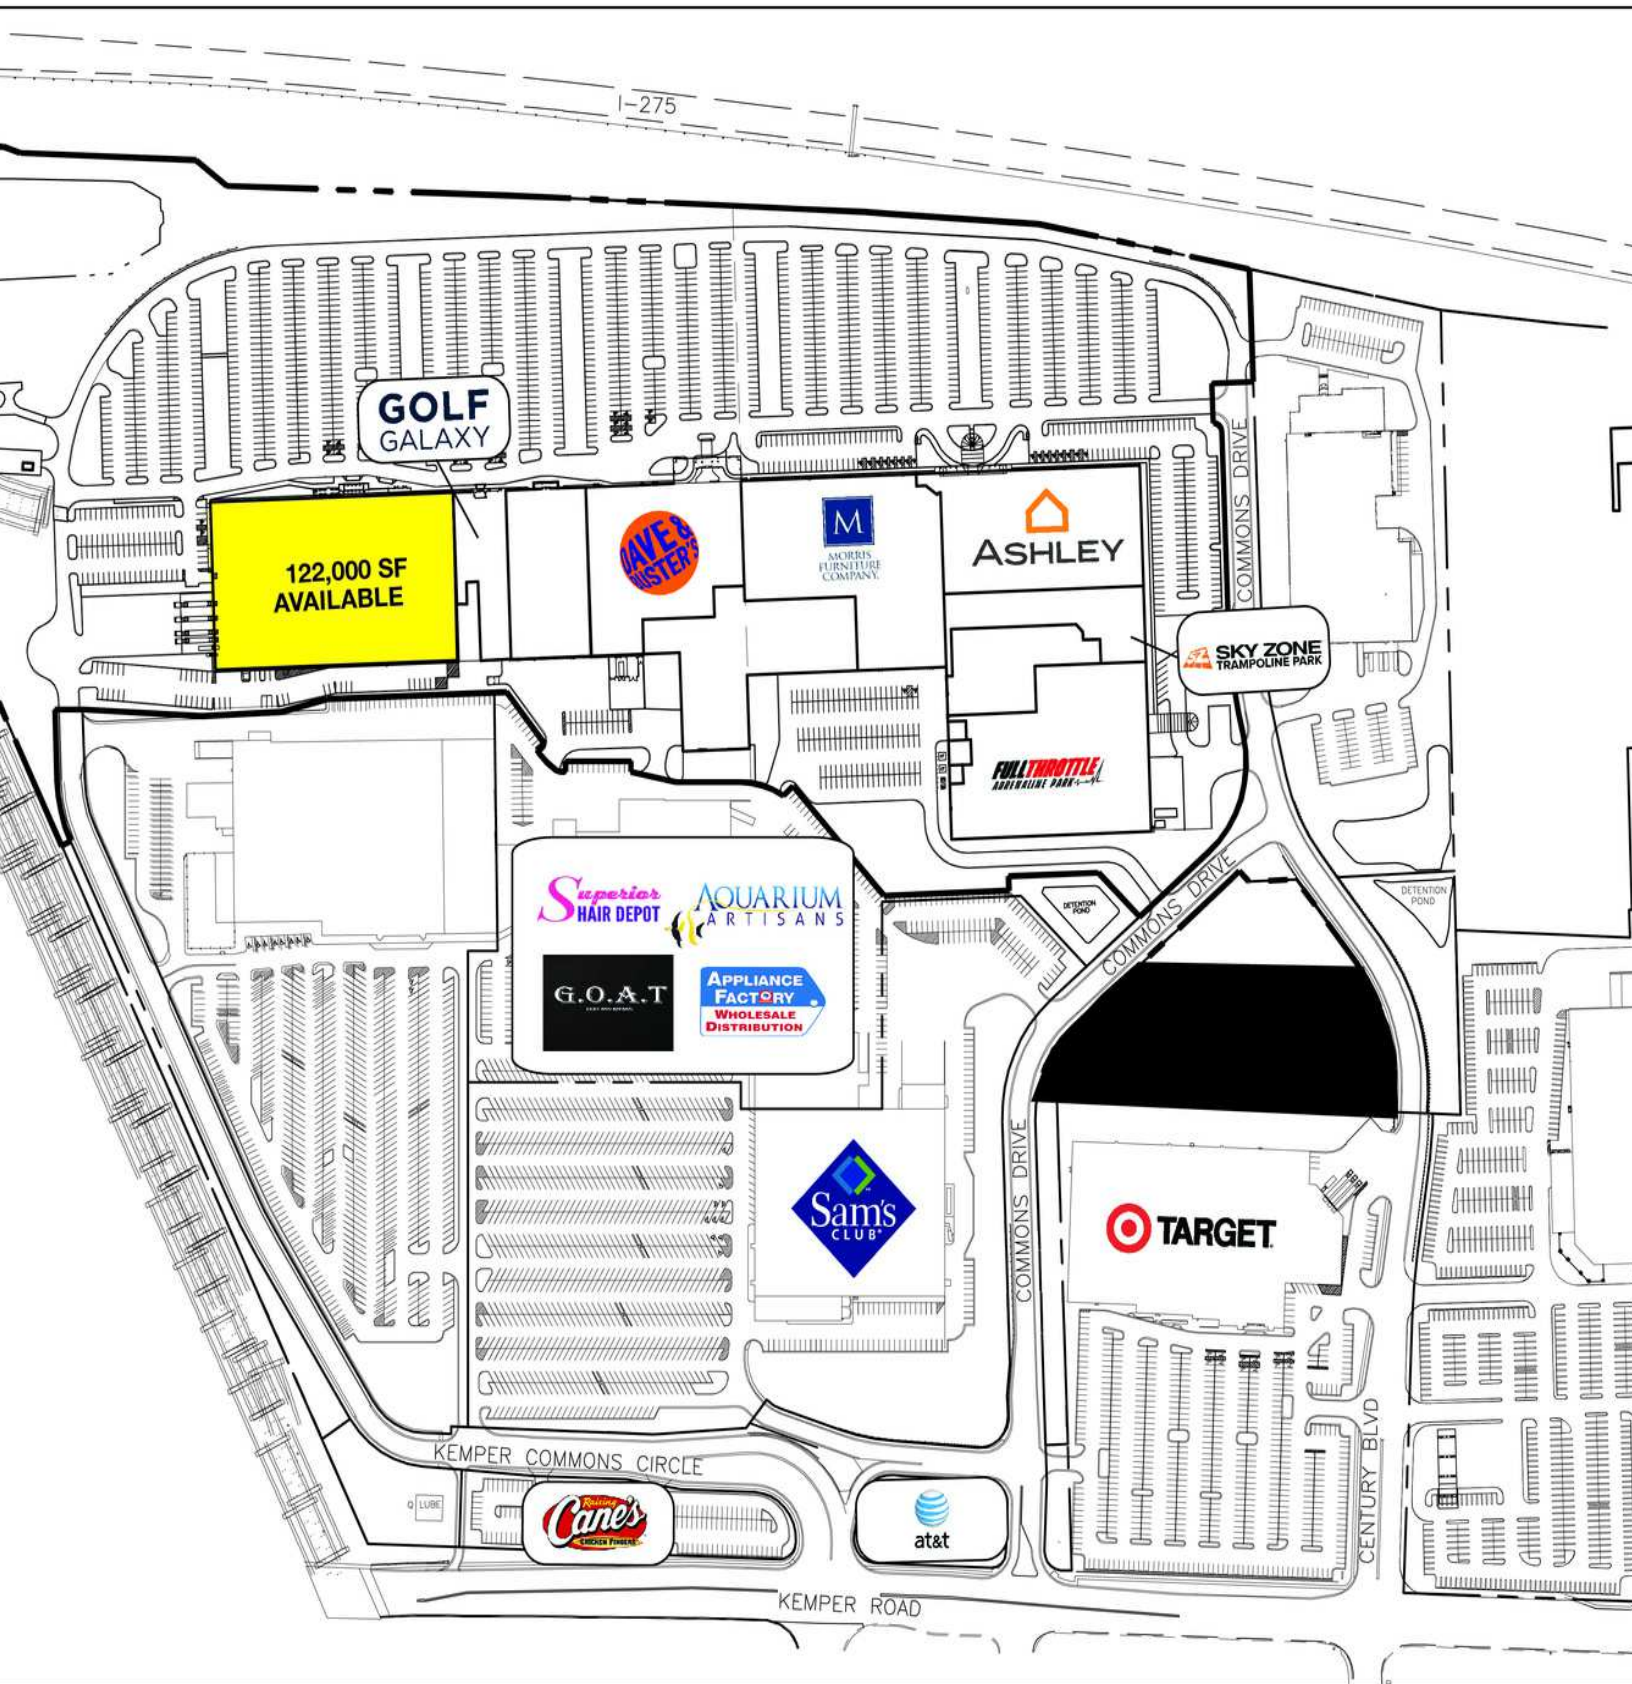 I-275
GOLF
GALAXY
122,000 SF
AVAILABLE
DAVE &
BUSTER'S
M
MORRIS
FURNITURE
COMPANY.
ASHLEY
COMMONS DRIVE
SKY ZONE
TRAMPOLINE PARK
FULLTHROTTLE
ADRENALINE PARK
Superior
HAIR DEPOT
AQUARIUM
ARTISANS
G.O.A.T
APPLIANCE
FACTORY
WHOLESALE
DISTRIBUTION
DETENTION
POND
COMMONS DRIVE
DETENTION
POND
Sam's
CLUB
COMMONS DRIVE
TARGET
KEMPER COMMONS CIRCLE
Q LUBE
Raising
Cane's
CHICKEN FINGERS
at&t
CENTURY BLVD
KEMPER ROAD